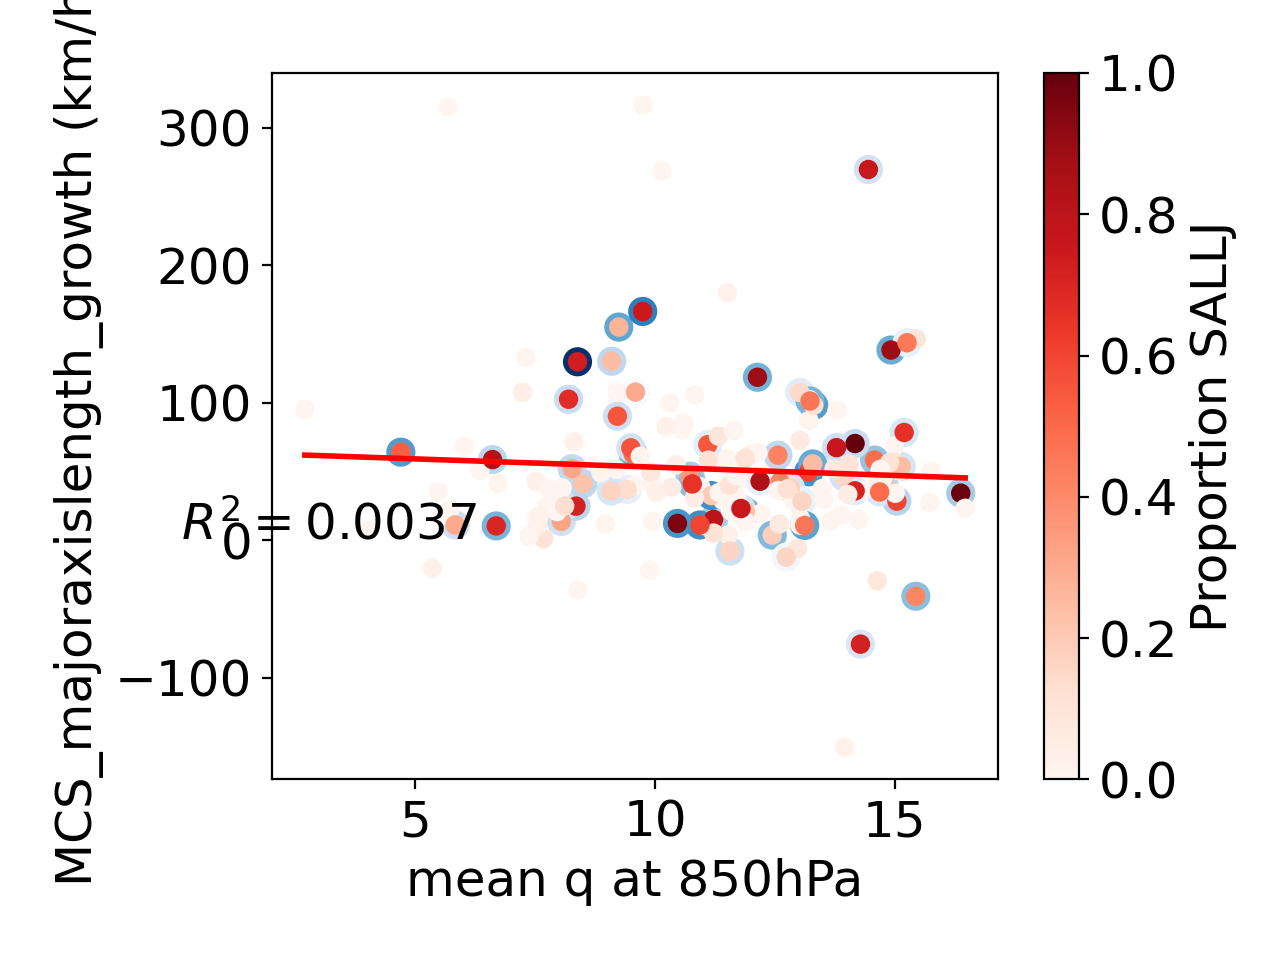 MCS_majoraxislength_growth (km/h
300
200
100
0
−100
R² = 0.0037
5 10 15
mean q at 850hPa
1.0
0.8
0.6
0.4
0.2
0.0
Proportion SALLJ